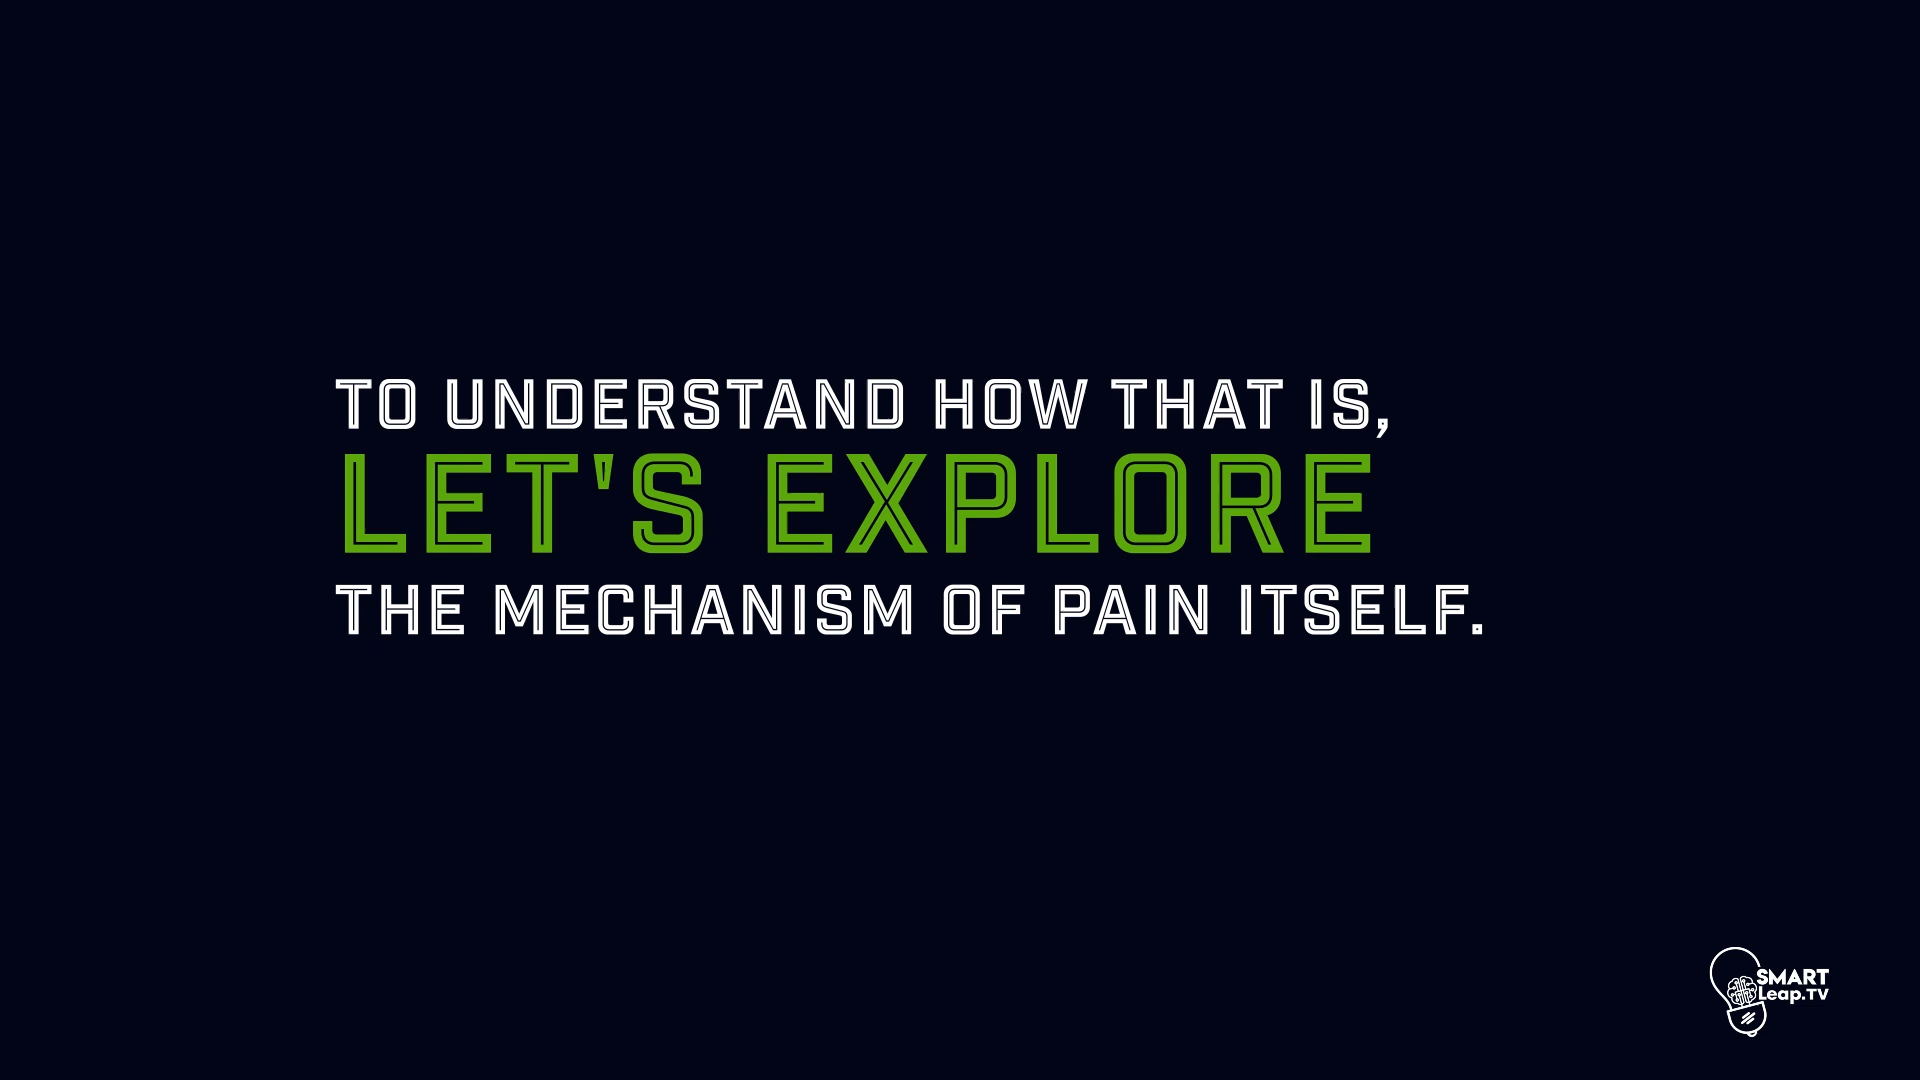 TO UNDERSTAND HOW THAT IS,
LET'S EXPLORE
THE MECHANISM OF PAIN ITSELF.
SMART
Leap.TV